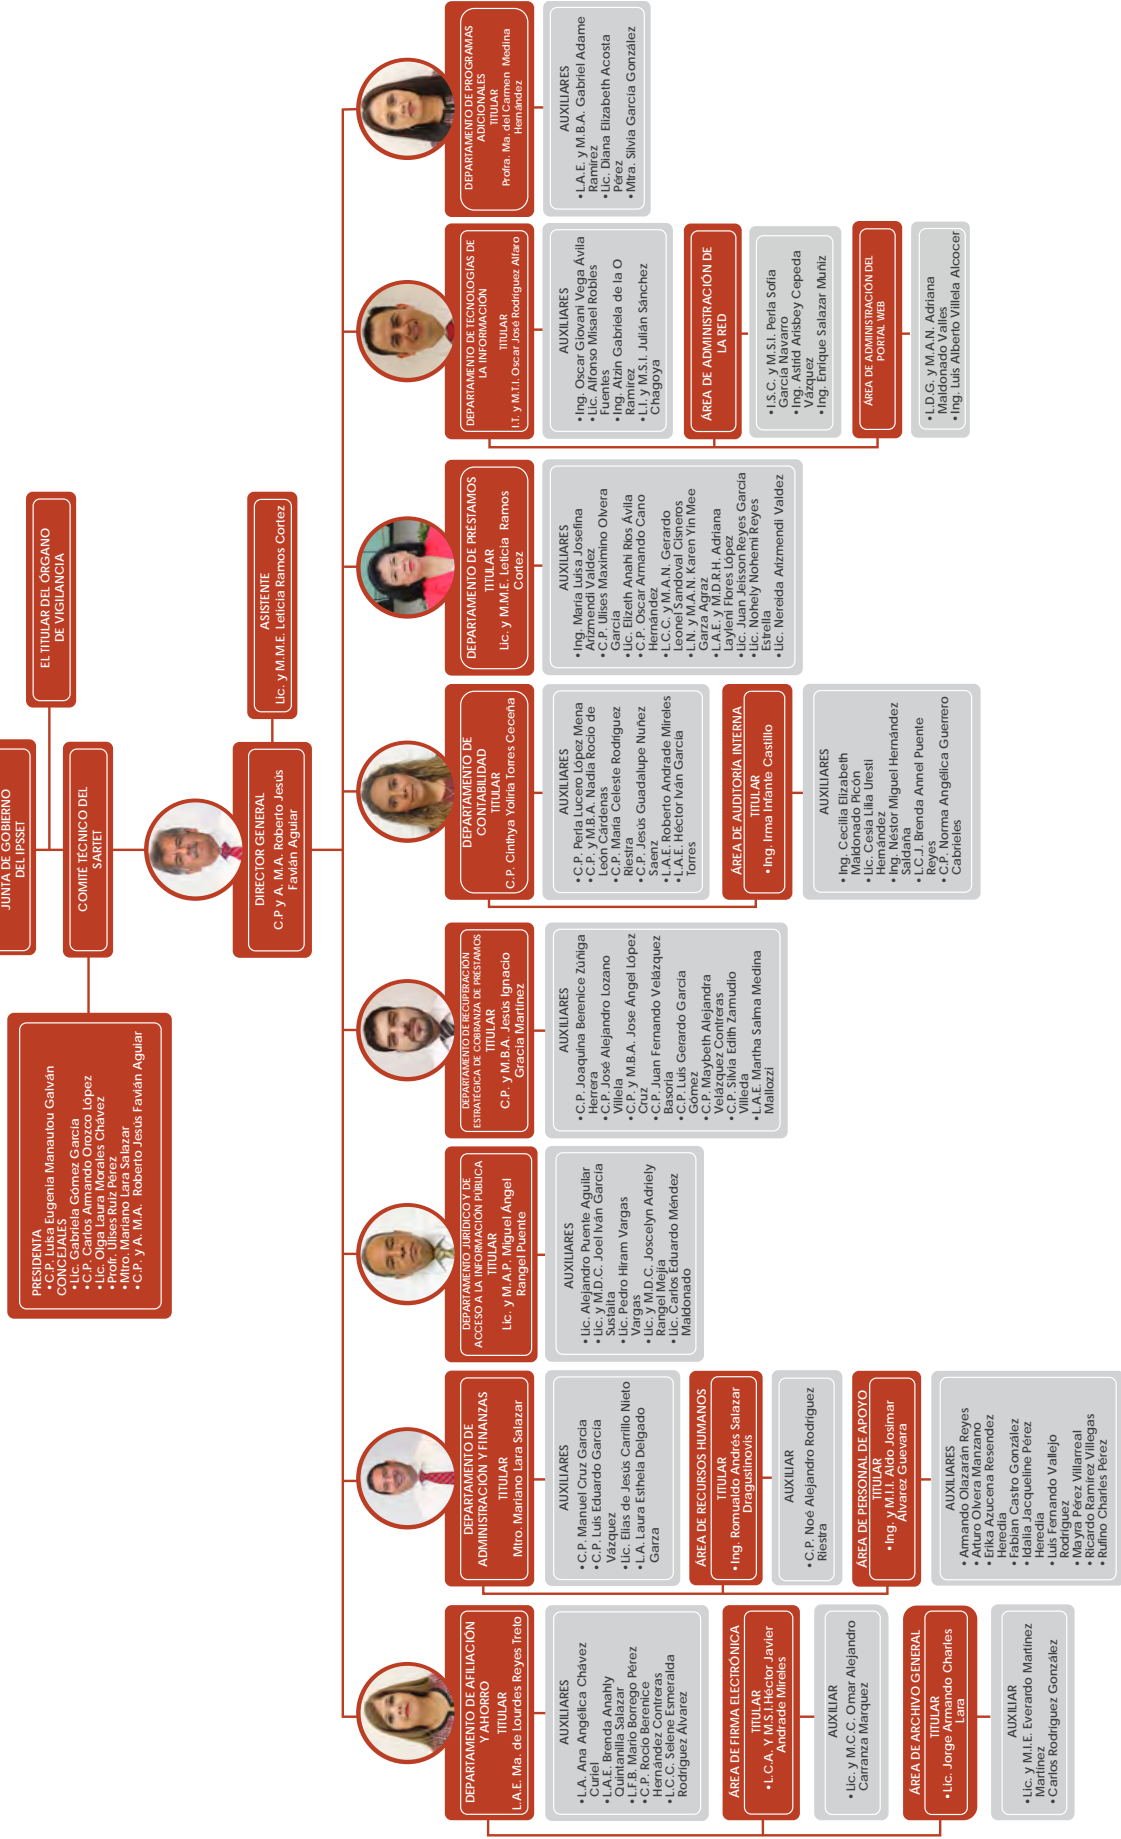 JUNTA DE GOBIERNO
DEL IPSSET
EL TITULAR DEL ÓRGANO
DE VIGILANCIA
COMITÉ TÉCNICO DEL
SARTET
PRESIDENTA
• C.P. Luisa Eugenia Manautou Galván
CONCEJALES
• Lic. Gabriela Gómez García
• C.P. Carlos Armando Orozco López
• Lic. Olga Laura Morales Chávez
• Profr. Ulises Ruíz Pérez
• Mtro. Mariano Lara Salazar
• C.P. y A. M.A. Roberto Jesús Favián Aguiar
DIRECTOR GENERAL
C.P y A. M.A. Roberto Jesús
Favián Aguiar
ASISTENTE
Lic. y M.M.E. Leticia Ramos Cortez
DEPARTAMENTO DE AFILIACIÓN
Y AHORRO
TITULAR
L.A.E. Ma. de Lourdes Reyes Treto
AUXILIARES
• L.A. Ana Angélica Chávez
Curiel
• L.A.E. Brenda Anahly
Quintanilla Salazar
• L.F.B. Mario Borrego Pérez
• C.P. Rocío Berenice
Hernández Contreras
• L.C.C. Selene Esmeralda
Rodríguez Alvarez
ÁREA DE FIRMA ELECTRÓNICA
TITULAR
• L.C.A. Y M.S.I.Héctor Javier
Andrade Mireles
AUXILIAR
• Lic. y M.C.C. Omar Alejandro
Carranza Marquez
ÁREA DE ARCHIVO GENERAL
TITULAR
• Lic. Jorge Armando Charles
Lara
AUXILIAR
• Lic. y M.I.E. Everardo Martínez
Martínez
• Carlos Rodríguez González
DEPARTAMENTO DE
ADMINISTRACIÓN Y FINANZAS
TITULAR
Mtro. Mariano Lara Salazar
AUXILIARES
• C.P. Manuel Cruz García
• C.P. Luis Eduardo García
Vázquez
• Lic. Elías de Jesús Carrillo Nieto
• L.A. Laura Esthela Delgado
Garza
ÁREA DE RECURSOS HUMANOS
TITULAR
• Ing. Romualdo Andrés Salazar
Dragustinovis
AUXILIAR
• C.P. Noé Alejandro Rodríguez
Riestra
ÁREA DE PERSONAL DE APOYO
TITULAR
• Ing. y M.I.I. Aldo Josimar
Álvarez Guevara
AUXILIARES
• Armando Olazarán Reyes
• Arturo Olvera Manzano
• Erika Azucena Resendez
Heredia
• Fabian Castro González
• Idalia Jacqueline Pérez
Heredia
• Luis Fernando Vallejo
Rodríguez
• Mayra Pérez Villarreal
• Ricardo Ramírez Villegas
• Rufino Charles Pérez
DEPARTAMENTO JURÍDICO Y DE
ACCESO A LA INFORMACIÓN PÚBLICA
TITULAR
Lic. y M.A.P. Miguel Ángel
Rangel Puente
AUXILIARES
• Lic. Alejandro Puente Aguilar
• Lic. y M.D.C. Joel Iván García
Sustaita
• Lic. Pedro Hiram Vargas
Vargas
• Lic. y M.D.C. Joscelyn Adriely
Rangel Mejía
• Lic. Carlos Eduardo Méndez
Maldonado
DEPARTAMENTO DE RECUPERACIÓN
ESTRATÉGICA DE COBRANZA DE PRÉSTAMOS
TITULAR
C.P. y M.B.A. Jesús Ignacio
Gracia Martínez
AUXILIARES
• C.P. Joaquina Berenice Zúñiga
Herrera
• C.P. José Alejandro Lozano
Villela
• C.P. y M.B.A. Jose Ángel López
Cruz
• C.P. Juan Fernando Velázquez
Basoria
• C.P. Luis Gerardo García
Gómez
• C.P. Maybeth Alejandra
Velázquez Contreras
• C.P. Silvia Edith Zamudio
Villeda
• L.A.E. Martha Salma Medina
Mallozzi
DEPARTAMENTO DE
CONTABILIDAD
TITULAR
C.P. Cinthya Yoliria Torres Ceceña
AUXILIARES
• C.P. Perla Lucero López Mena
• C.P. y M.B.A. Nadia Rocío de
León Cárdenas
• C.P. María Celeste Rodríguez
Riestra
• C.P. Jesús Guadalupe Nuñez
Saenz
• L.A.E. Roberto Andrade Mireles
• L.A.E. Héctor Iván García
Torres
ÁREA DE AUDITORÍA INTERNA
TITULAR
• Ing. Irma Infante Castillo
AUXILIARES
• Ing. Cecilia Elizabeth
Maldonado Picón
• Lic. Cesia Lilia Uresti
Hernández
• Ing. Néstor Miguel Hernández
Saldaña
• L.C.J. Brenda Annel Puente
Reyes
• C.P. Norma Angélica Guerrero
Cabrieles
DEPARTAMENTO DE PRÉSTAMOS
TITULAR
Lic. y M.M.E. Leticia Ramos
Cortez
AUXILIARES
• Ing. María Luisa Josefina
Arizmendi Valdez
• C.P. Ulises Maximino Olvera
García
• Lic. Elizeth Anahí Ríos Ávila
• C.P. Oscar Armando Cano
Hernández
• L.C.C. y M.A.N. Gerardo
Leonel Sandoval Cisneros
• L.N. y M.A.N. Karen Yin Mee
Garza Agraz
• L.A.E. y M.D.R.H. Adriana
Laylemi Flores López
• Lic. Juan Jeisson Reyes García
• Lic. Nohely Nohemi Reyes
Estrella
• Lic. Nereida Arizmendi Valdez
DEPARTAMENTO DE TECNOLOGÍAS DE
LA INFORMACIÓN
TITULAR
I.T. y M.T.I. Oscar José Rodríguez Alfaro
AUXILIARES
• Ing. Oscar Giovani Vega Ávila
• Lic. Alfonso Misael Robles
Fuentes
• Ing. Atzin Gabriela de la O
Ramírez
• L.I. y M.S.I. Julián Sánchez
Chagoya
ÁREA DE ADMINISTRACIÓN DE
LA RED
• I.S.C. y M.S.I. Perla Sofía
García Navarro
• Ing. Astrid Arisbey Cepeda
Vázquez
• Ing. Enrique Salazar Muñiz
ÁREA DE ADMINISTRACIÓN DEL
PORTAL WEB
• L.D.G. y M.A.N. Adriana
Maldonado Valles
• Ing. Luis Alberto Villela Alcocer
DEPARTAMENTO DE PROGRAMAS
ADICIONALES
TITULAR
Profra. Ma. del Carmen Medina
Hernández
AUXILIARES
• L.A.E. y M.B.A. Gabriel Adame
Ramírez
• Lic. Diana Elizabeth Acosta
Pérez
• Mtra. Silvia García González